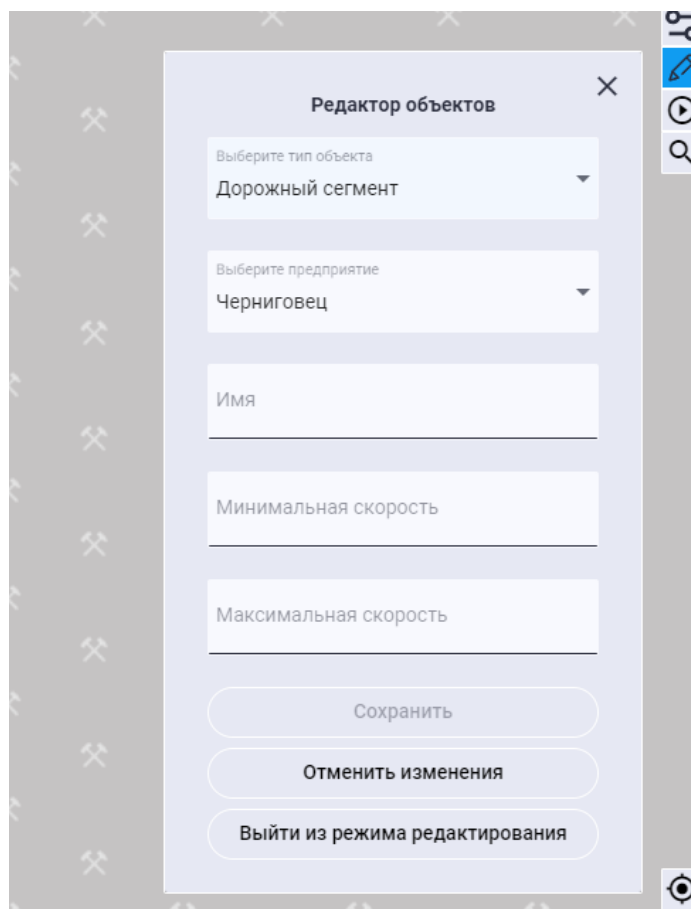 Редактор объектов
Выберите тип объекта
Дорожный сегмент
Выберите предприятие
Черниговец
Имя
Минимальная скорость
Максимальная скорость
Сохранить
Отменить изменения
Выйти из режима редактирования